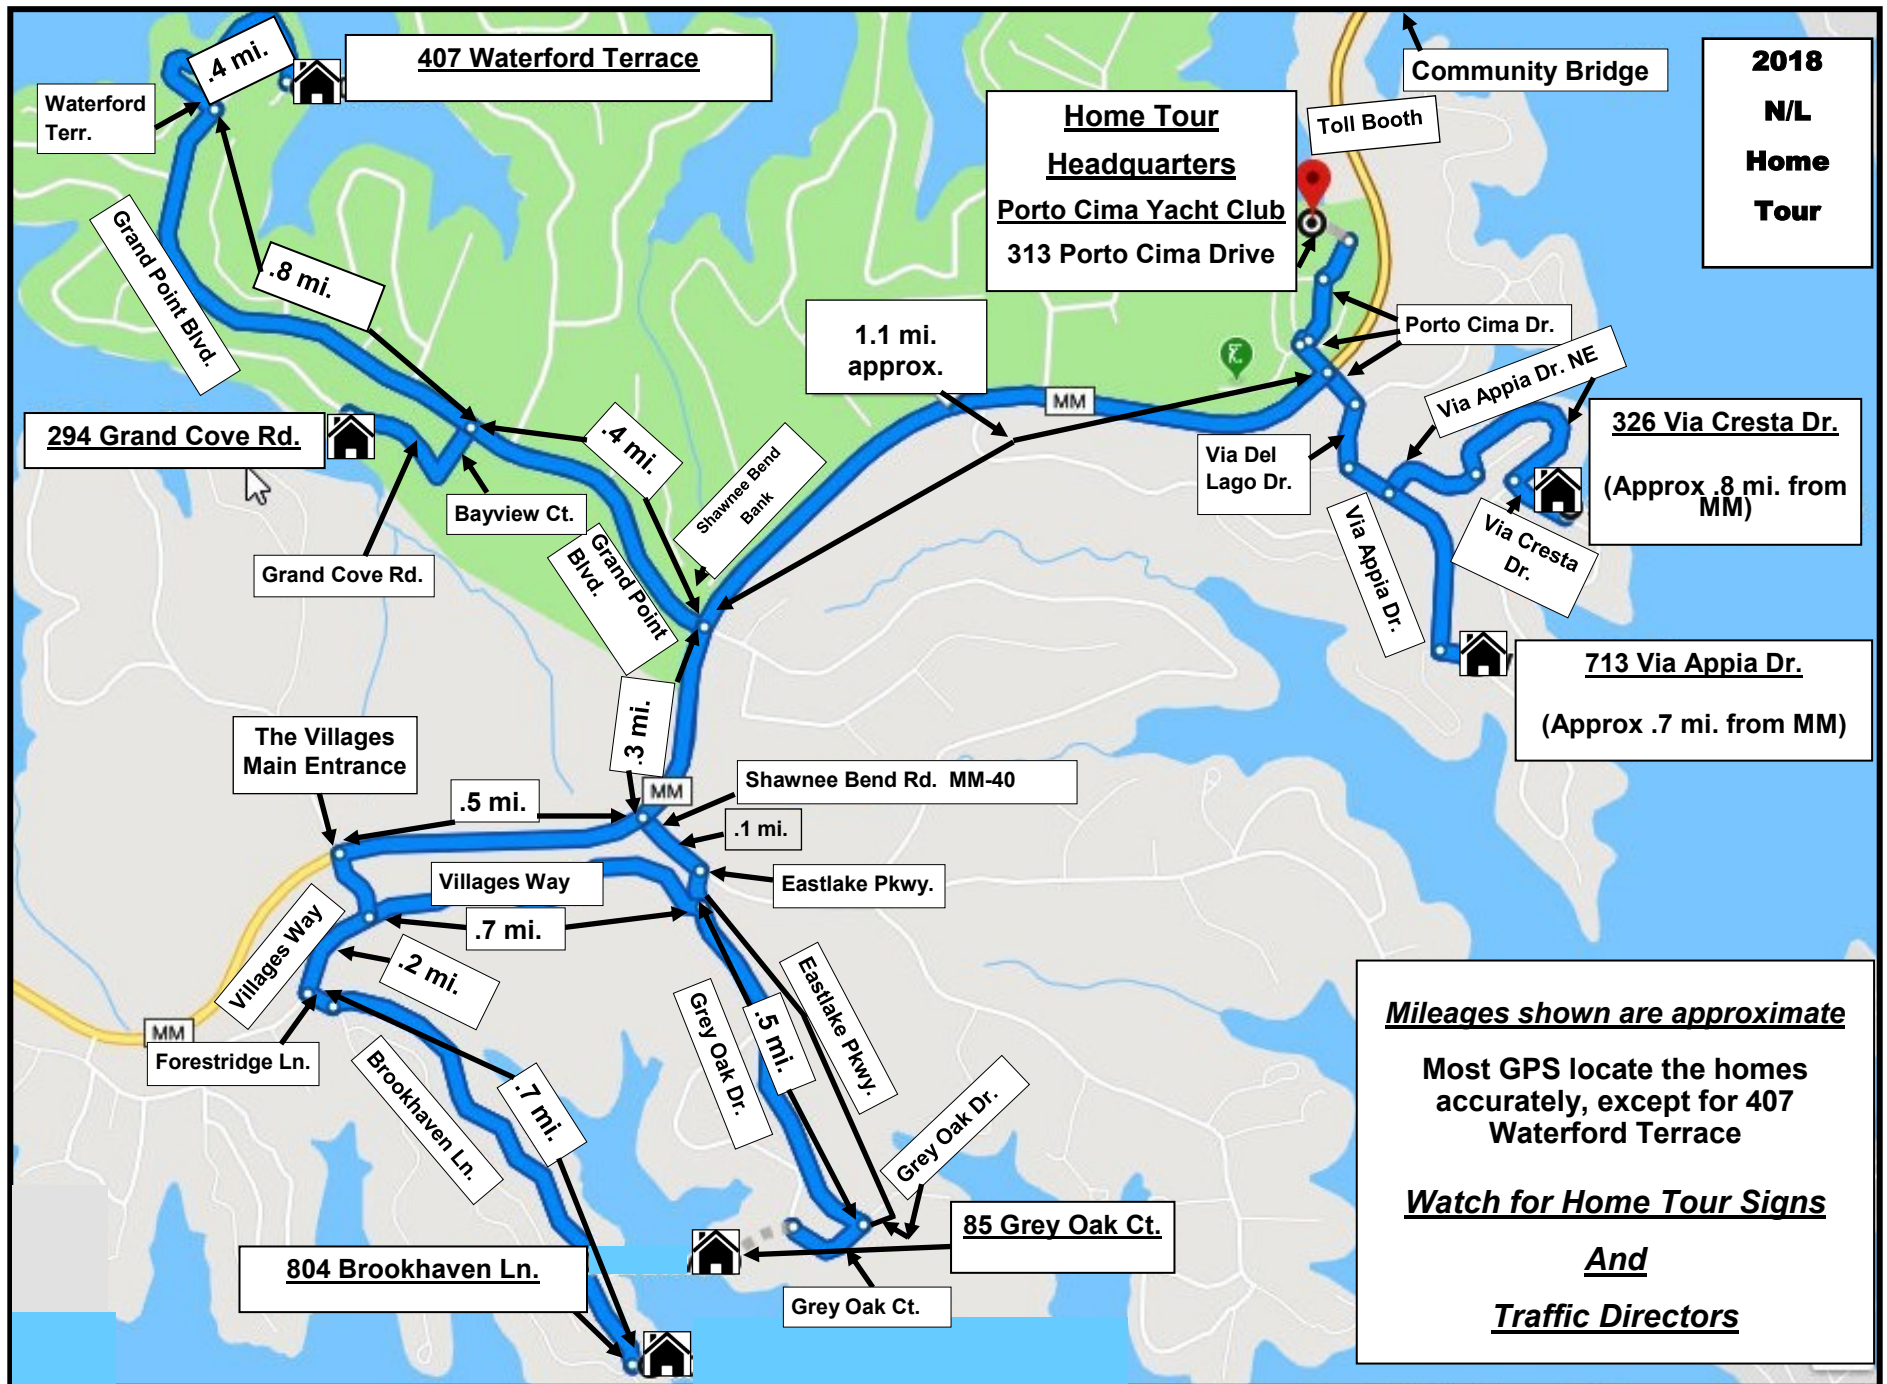 .4 mi.
407 Waterford Terrace
Waterford
Terr.
Community Bridge
2018
N/L
Home
Tour
Toll Booth
Home Tour
Headquarters
Porto Cima Yacht Club
313 Porto Cima Drive
Grand Point Blvd.
.8 mi.
1.1 mi.
approx.
Porto Cima Dr.
MM
Via Appia Dr. NE
294 Grand Cove Rd.
.4 mi.
Shawnee Bend
Bank
Via Del
Lago Dr.
326 Via Cresta Dr.
(Approx .8 mi. from
MM)
Bayview Ct.
Grand Cove Rd.
Grand Point
Blvd.
Via Appia Dr.
Via Cresta
Dr.
713 Via Appia Dr.
(Approx .7 mi. from MM)
.3 mi.
The Villages
Main Entrance
.5 mi.
MM
Shawnee Bend Rd.  MM-40
.1 mi.
Villages Way
Eastlake Pkwy.
.7 mi.
Villages Way
.2 mi.
MM
Forestridge Ln.
Brookhaven Ln.
.7 mi.
Grey Oak Dr.
.5 mi.
Eastlake Pkwy.
Grey Oak Dr.
Mileages shown are approximate
Most GPS locate the homes
accurately, except for 407
Waterford Terrace
Watch for Home Tour Signs
And
Traffic Directors
85 Grey Oak Ct.
804 Brookhaven Ln.
Grey Oak Ct.